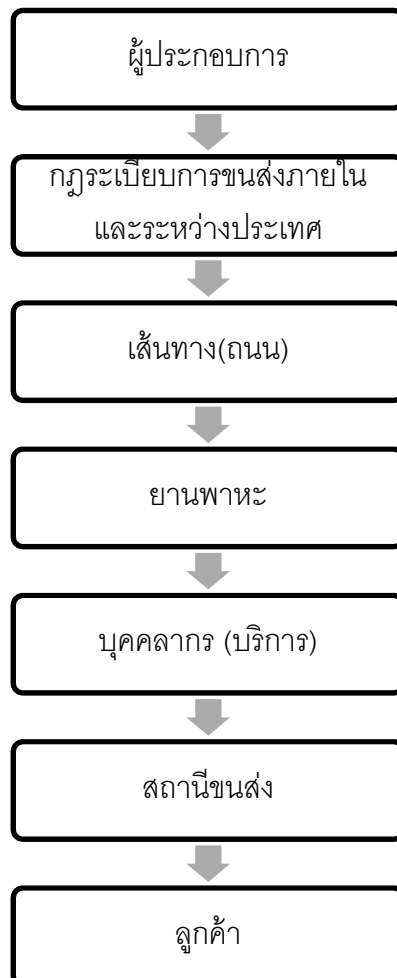 ผู้ประกอบการ
กฎระเบียบการขนส่งภายใน
และระหว่างประเทศ
เส้นทาง(ถนน)
ยานพาหะ
บุคคลากร (บริการ)
สถานีขนส่ง
ลูกค้า